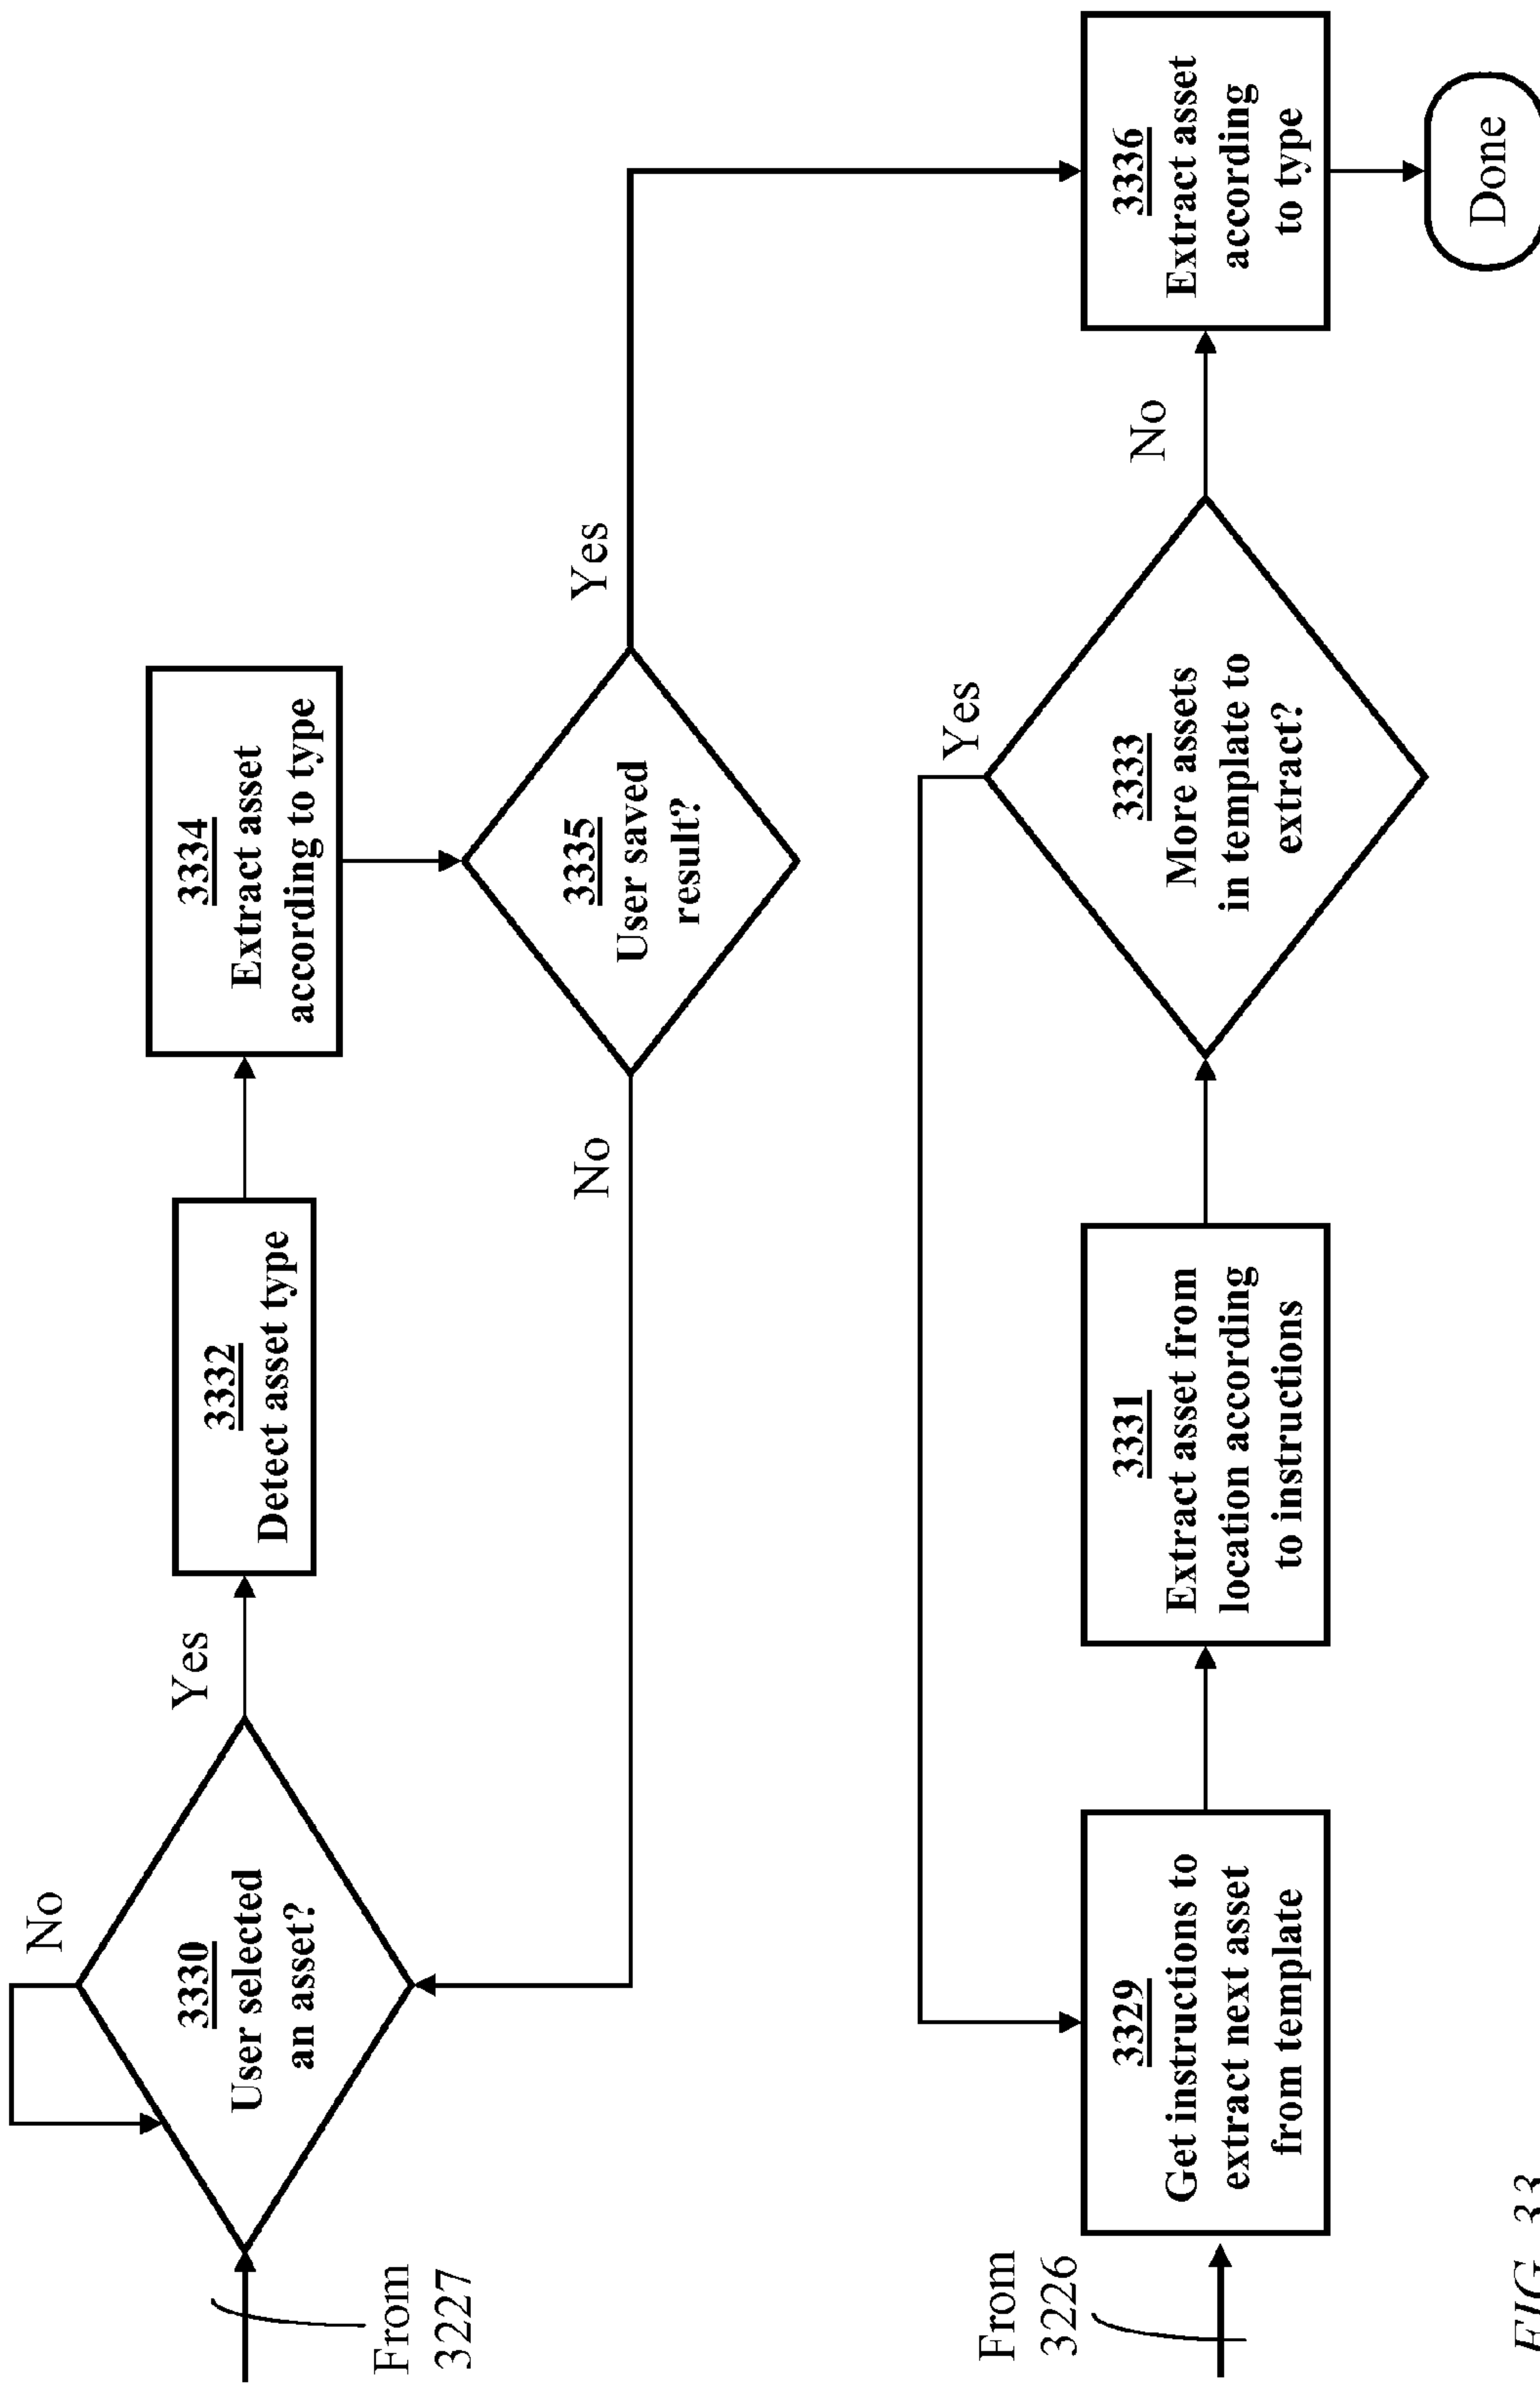 No
3330
User selected
an asset?
Yes
3332
Detect asset type
3334
Extract asset
according to type
From
3227
No
3335
User saved
result?
Yes
From
3226
3329
Get instructions to
extract next asset
from template
3331
Extract asset from
location according
to instructions
Yes
3333
More assets
in template to
extract?
No
3336
Extract asset
according
to type
Done
FIG. 33